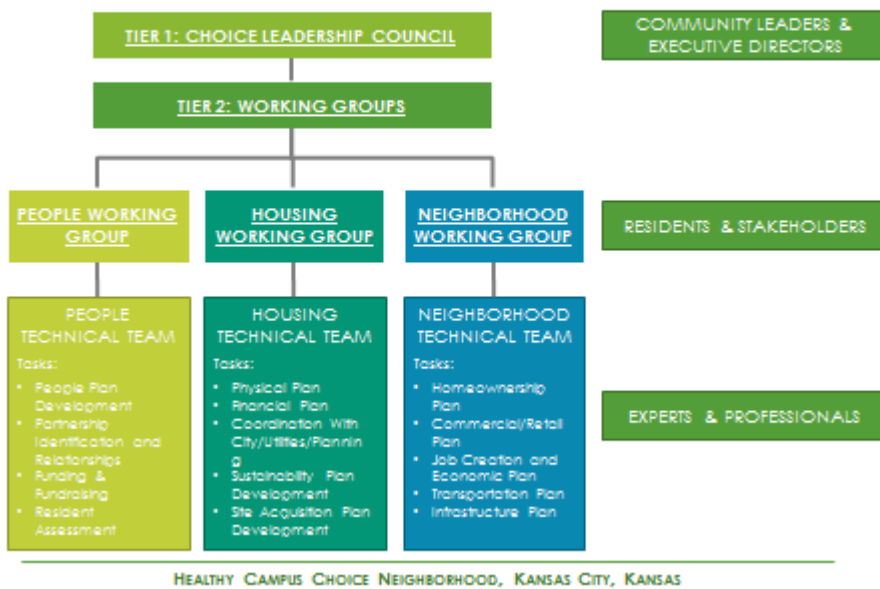 TIER 1: CHOICE LEADERSHIP COUNCIL
COMMUNITY LEADERS &
EXECUTIVE DIRECTORS
TIER 2: WORKING GROUPS
PEOPLE WORKING
GROUP
HOUSING
WORKING GROUP
NEIGHBORHOOD
WORKING GROUP
RESIDENTS & STAKEHOLDERS
PEOPLE
TECHNICAL TEAM
Tasks:
• People Plan
Development
• Partnership
Identification and
Relationships
• Funding &
Fundraising
• Resident
Assessment
HOUSING
TECHNICAL TEAM
Tasks:
• Physical Plan
• Financial Plan
• Coordination With
City/Utilities/Plannin
g
• Sustainability Plan
Development
• Site Acquisition Plan
Development
NEIGHBORHOOD
TECHNICAL TEAM
Tasks:
• Homeownership
Plan
• Commercial/Retail
Plan
• Job Creation and
Economic Plan
• Transportation Plan
• Infrastructure Plan
EXPERTS & PROFESSIONALS
HEALTHY CAMPUS CHOICE NEIGHBORHOOD, KANSAS CITY, KANSAS